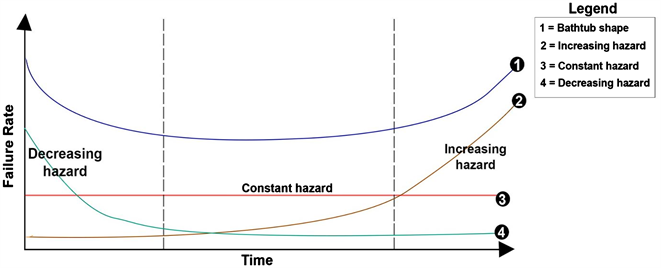 Legend
1 = Bathtub shape
2 = Increasing hazard
3 = Constant hazard
4 = Decreasing hazard
1
2
Failure Rate
Decreasing
hazard
Increasing
hazard
Constant hazard
3
4
Time